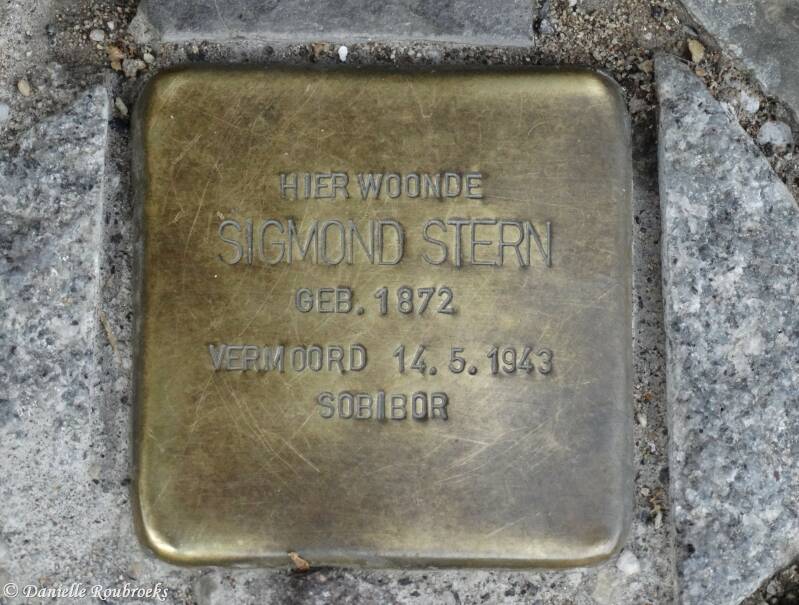 HIER WOONDE
SIGMOND STERN
GEB. 1872
VERMOORD 14.5.1943
SOBIBOR
© Danielle Roubroeks